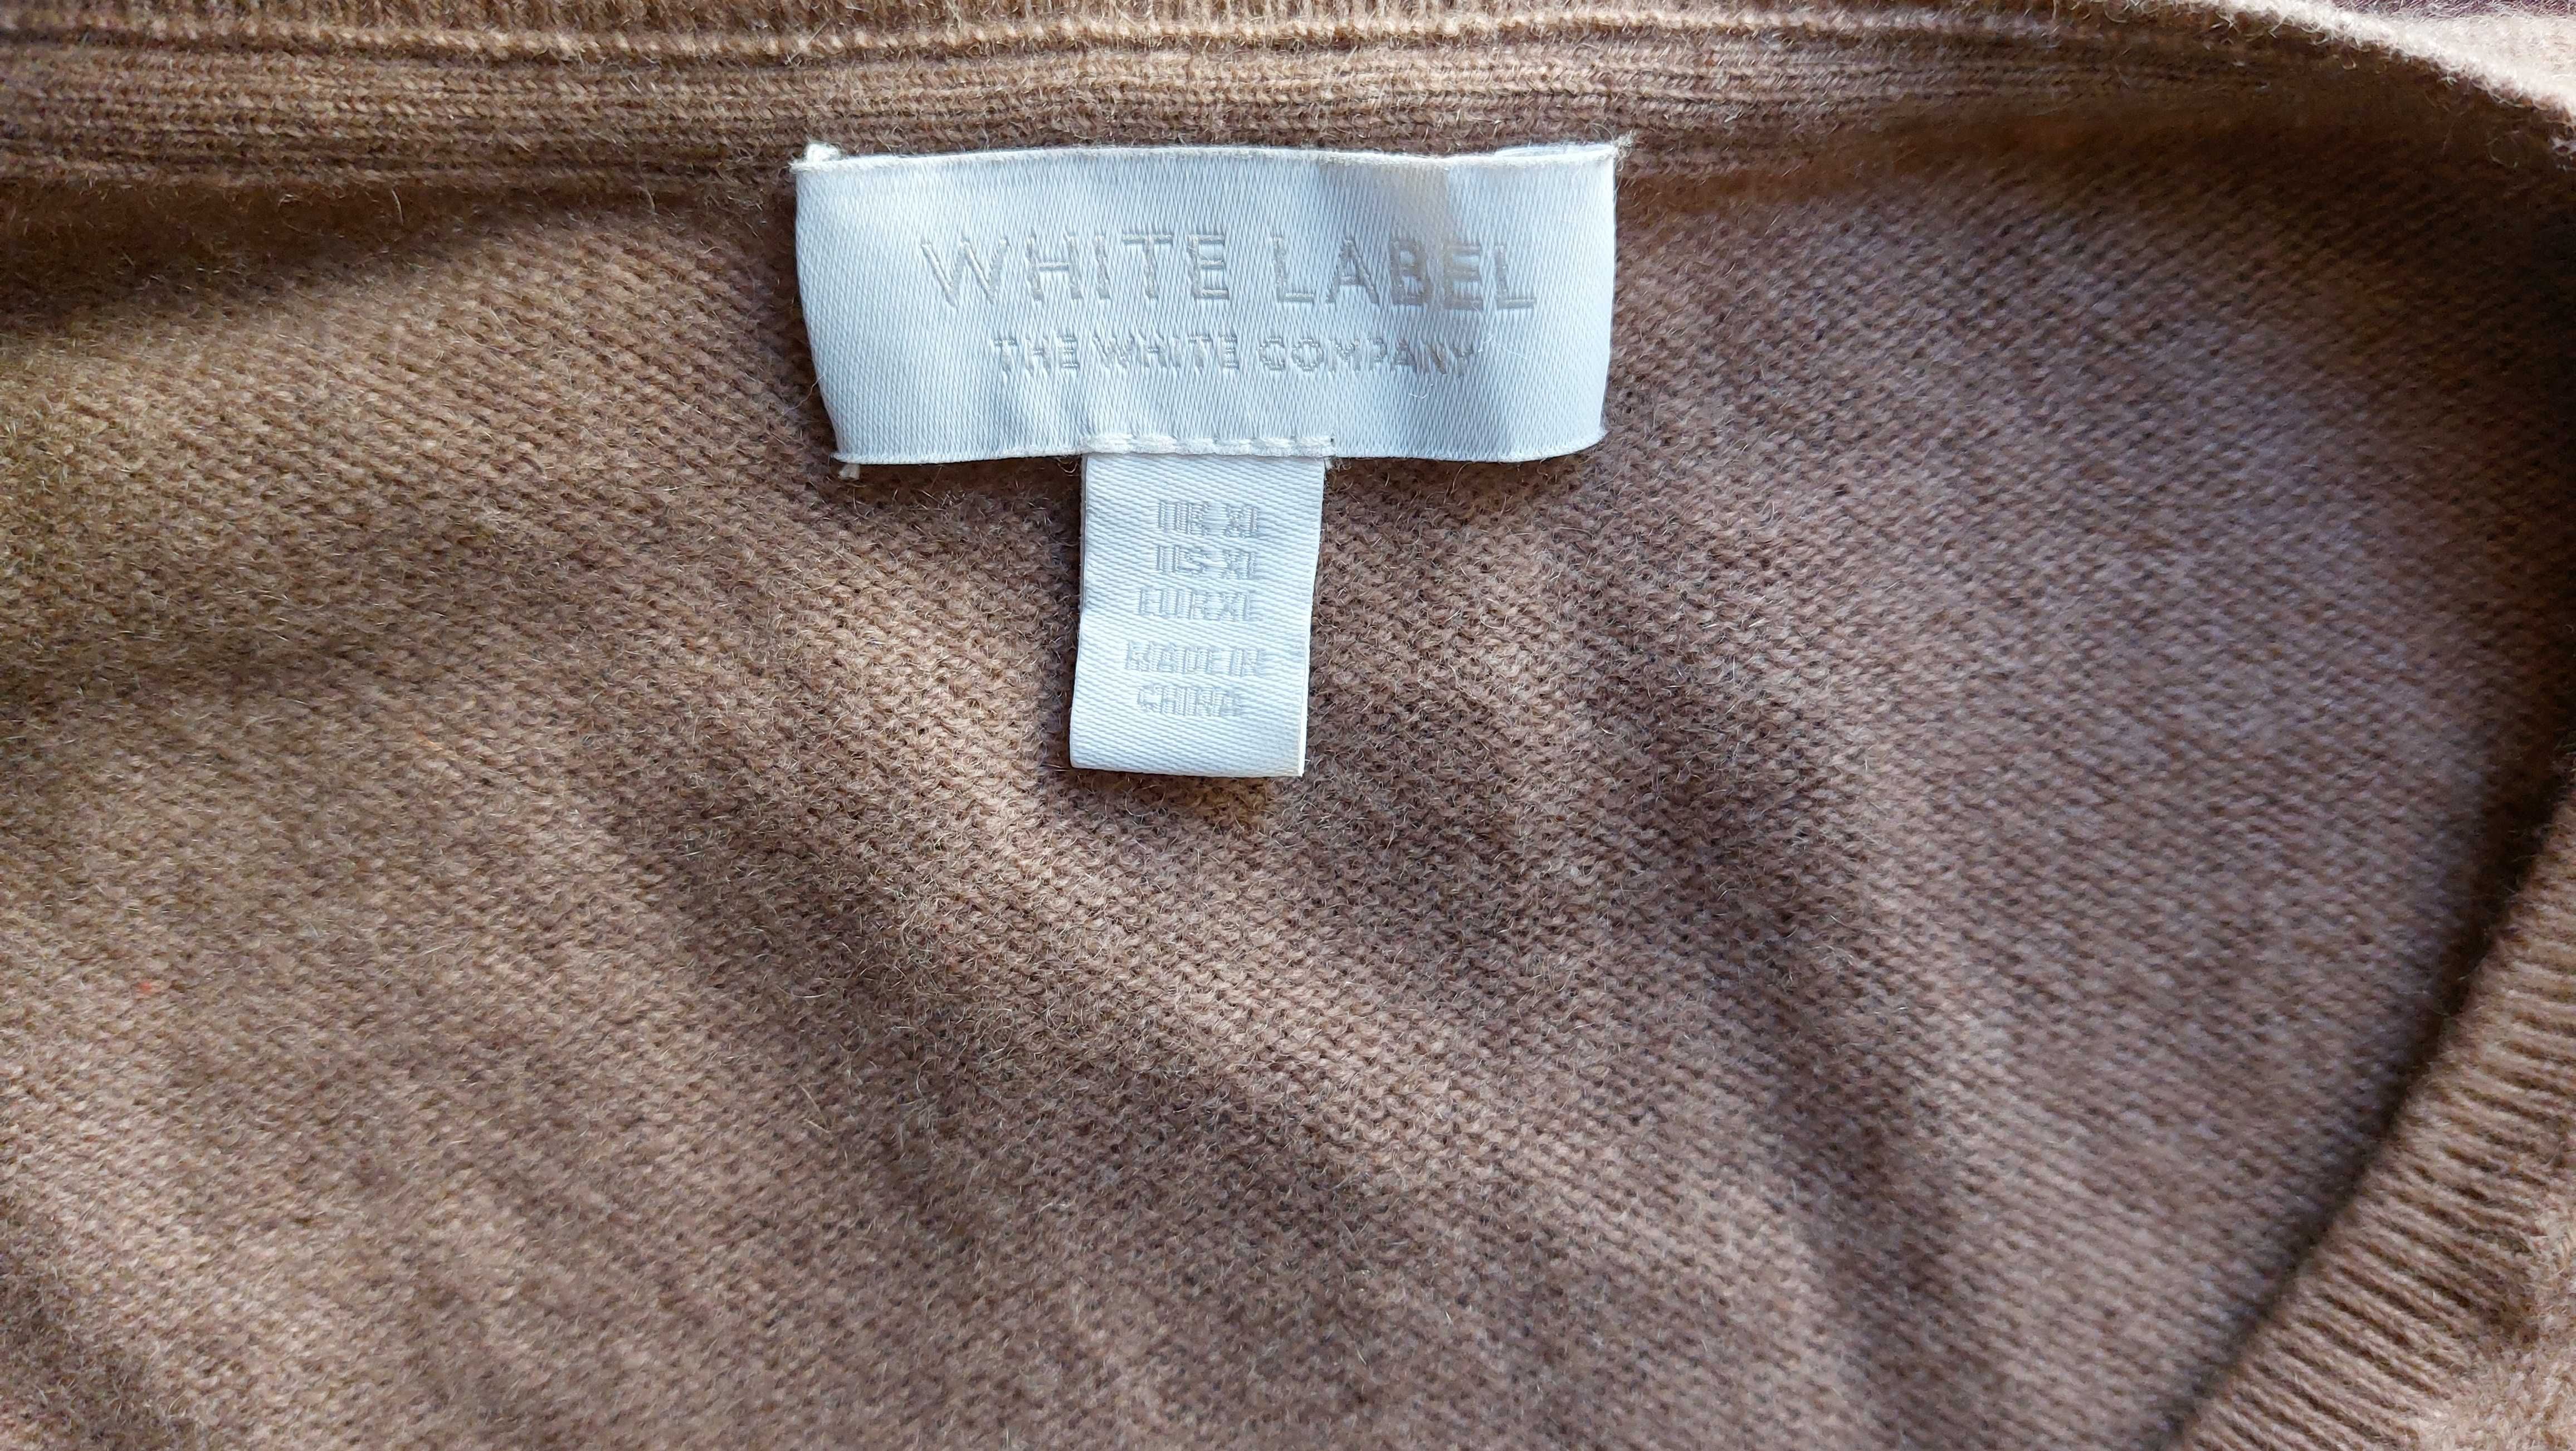 WHITE LABEL
THE WHITE COMPANY
UK XL
US XL
EUR XL
MADE IN
CHINA